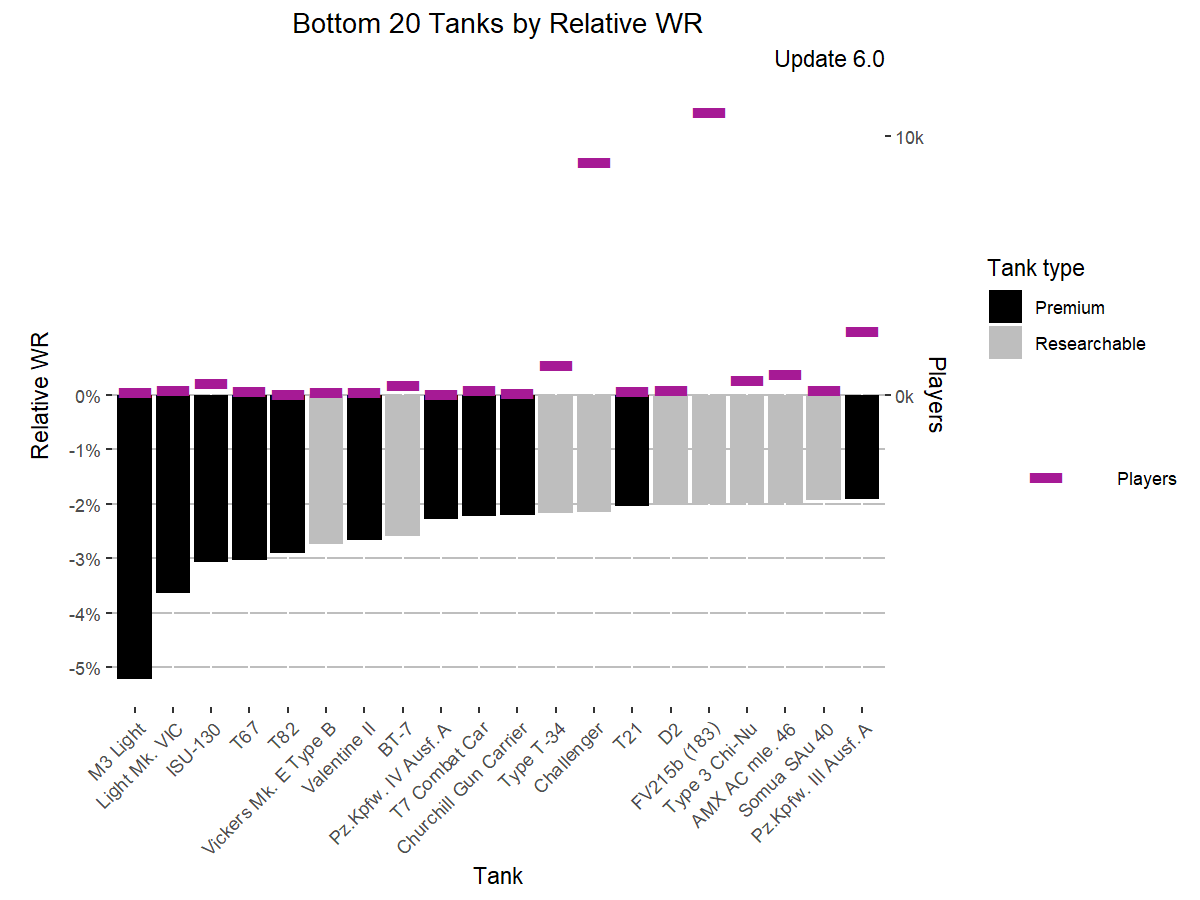 Bottom 20 Tanks by Relative WR
Update 6.0
Relative WR
0%
-1%
-2%
-3%
-4%
-5%
10k
0k
Players
M3 Light
Light Mk. VIC
ISU-130
T67
T82
Vickers Mk. E Type B
Valentine II
BT-7
Pz.Kpfw. IV Ausf. A
T7 Combat Car
Churchill Gun Carrier
Type T-34
Challenger
T21
D2
FV215b (183)
Type 3 Chi-Nu
AMX AC mle. 46
Somua SAu 40
Pz.Kpfw. III Ausf. A
Tank
Tank type
Premium
Researchable
Players